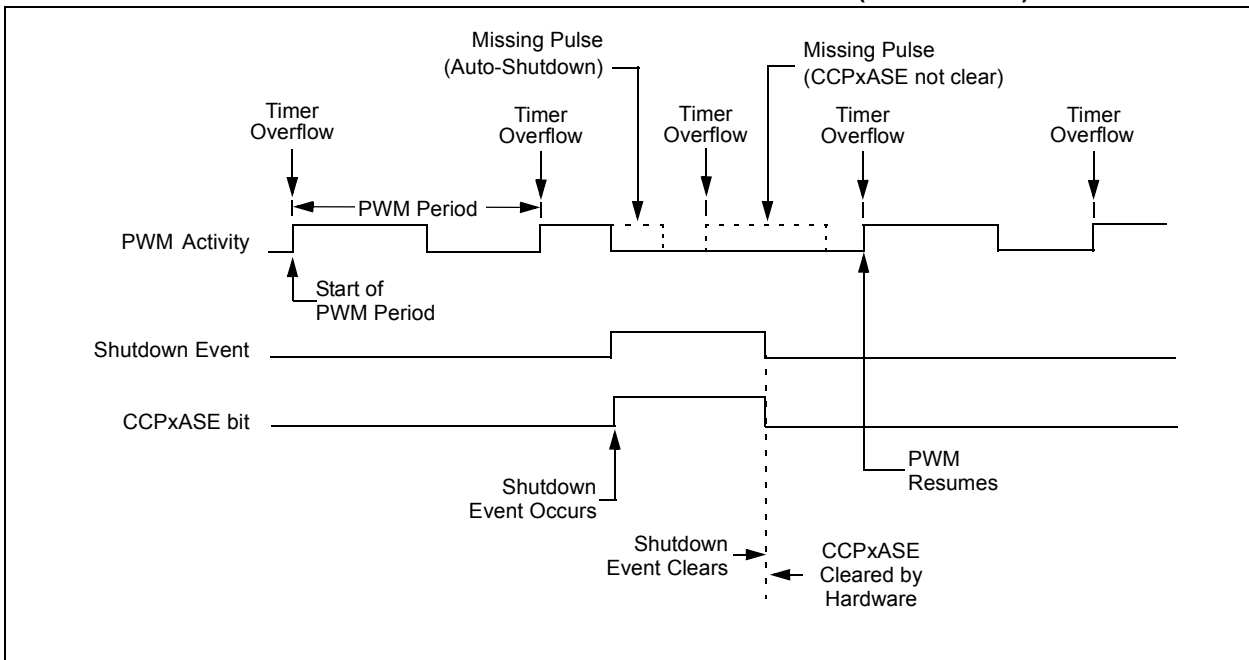 Missing Pulse
(Auto-Shutdown)
Missing Pulse
(CCPxASE not clear)
Timer
Overflow
Timer
Overflow
Timer
Overflow
Timer
Overflow
Timer
Overflow
PWM Period
PWM Activity
Start of
PWM Period
Shutdown Event
CCPxASE bit
Shutdown
Event Occurs
PWM
Resumes
Shutdown
Event Clears
CCPxASE
Cleared by
Hardware